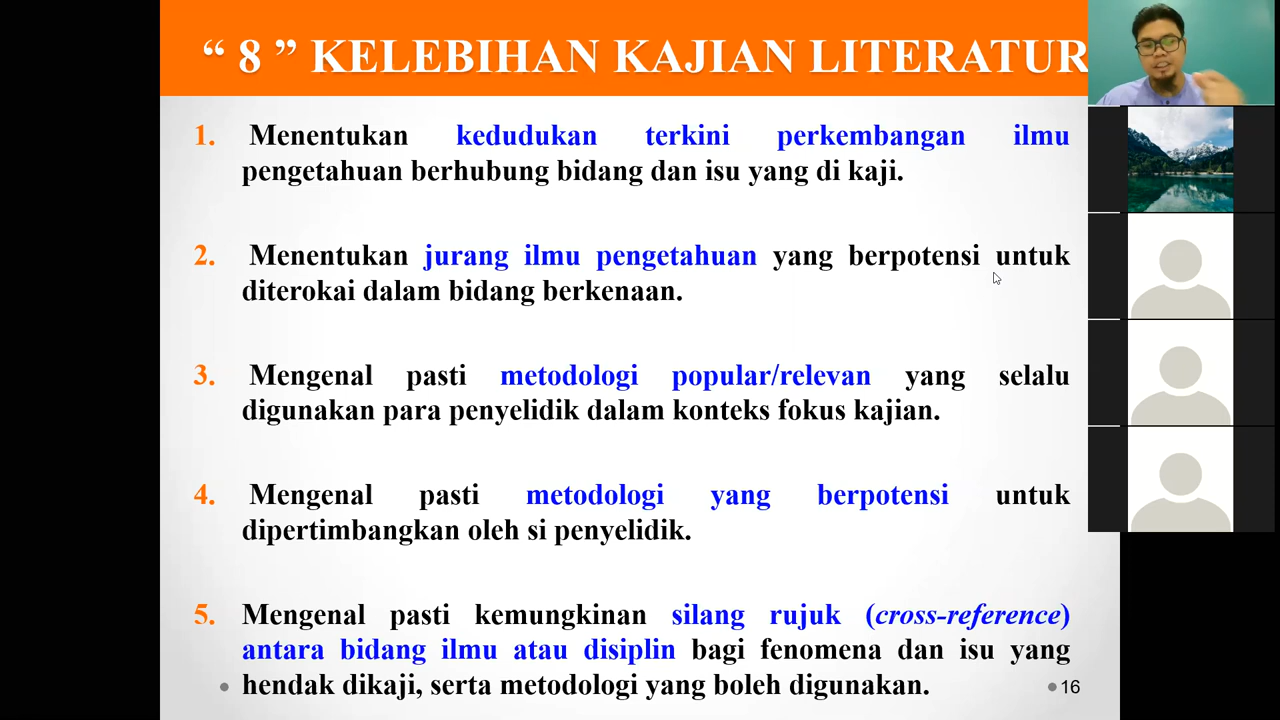 “ 8 ” KELEBIHAN KAJIAN LITERATUR
1. Menentukan kedudukan terkini perkembangan ilmu
pengetahuan berhubung bidang dan isu yang di kaji.
2. Menentukan jurang ilmu pengetahuan yang berpotensi untuk
diterokai dalam bidang berkenaan.
3. Mengenal pasti metodologi popular/relevan yang selalu
digunakan para penyelidik dalam konteks fokus kajian.
4. Mengenal pasti metodologi yang berpotensi untuk
dipertimbangkan oleh si penyelidik.
5. Mengenal pasti kemungkinan silang rujuk (cross-reference)
antara bidang ilmu atau disiplin bagi fenomena dan isu yang
hendak dikaji, serta metodologi yang boleh digunakan.
16